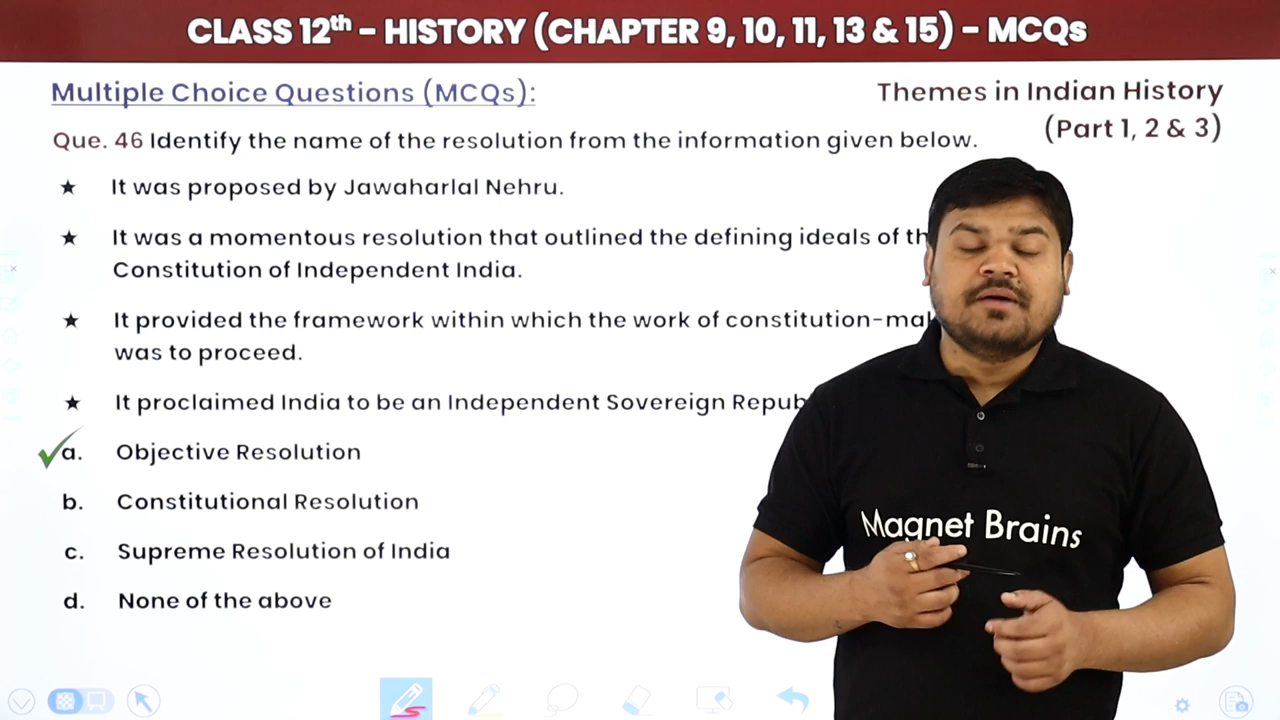 CLASS 12th - HISTORY (CHAPTER 9, 10, 11, 13 & 15) - MCQs
Multiple Choice Questions (MCQs):
Themes in Indian History
(Part 1, 2 & 3)
Que. 46 Identify the name of the resolution from the information given below.
★ It was proposed by Jawaharlal Nehru.
★ It was a momentous resolution that outlined the defining ideals of th
Constitution of Independent India.
★ It provided the framework within which the work of constitution-mak
was to proceed.
★ It proclaimed India to be an Independent Sovereign Repub
a. Objective Resolution
b. Constitutional Resolution
c. Supreme Resolution of India
d. None of the above
Magnet Brains